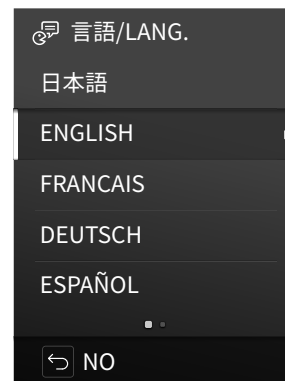 言語/LANG.
日本語
ENGLISH
FRANCAIS
DEUTSCH
ESPAÑOL
NO